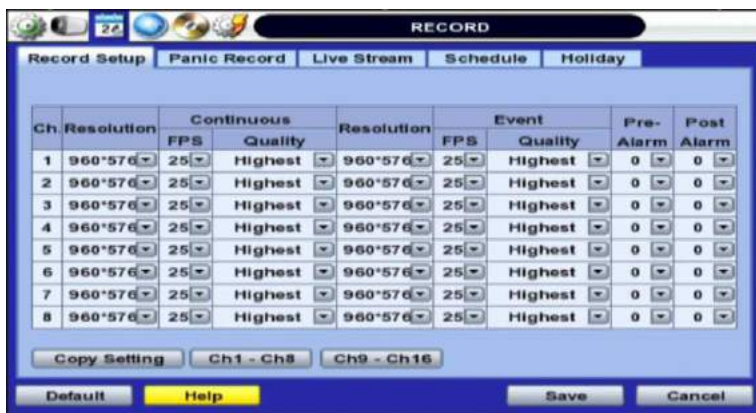 RECORD
Record Setup Panic Record Live Stream Schedule Holiday
Ch. Resolution Continuous Resolution Event Pre- Post
FPS Quality FPS Quality Alarm Alarm
1 960*576 25 Highest 960*576 25 Highest 0 0
2 960*576 25 Highest 960*576 25 Highest 0 0
3 960*576 25 Highest 960*576 25 Highest 0 0
4 960*576 25 Highest 960*576 25 Highest 0 0
5 960*576 25 Highest 960*576 25 Highest 0 0
6 960*576 25 Highest 960*576 25 Highest 0 0
7 960*576 25 Highest 960*576 25 Highest 0 0
8 960*576 25 Highest 960*576 25 Highest 0 0
Copy Setting Ch1 - Ch8 Ch9 - Ch16
Default Help Save Cancel